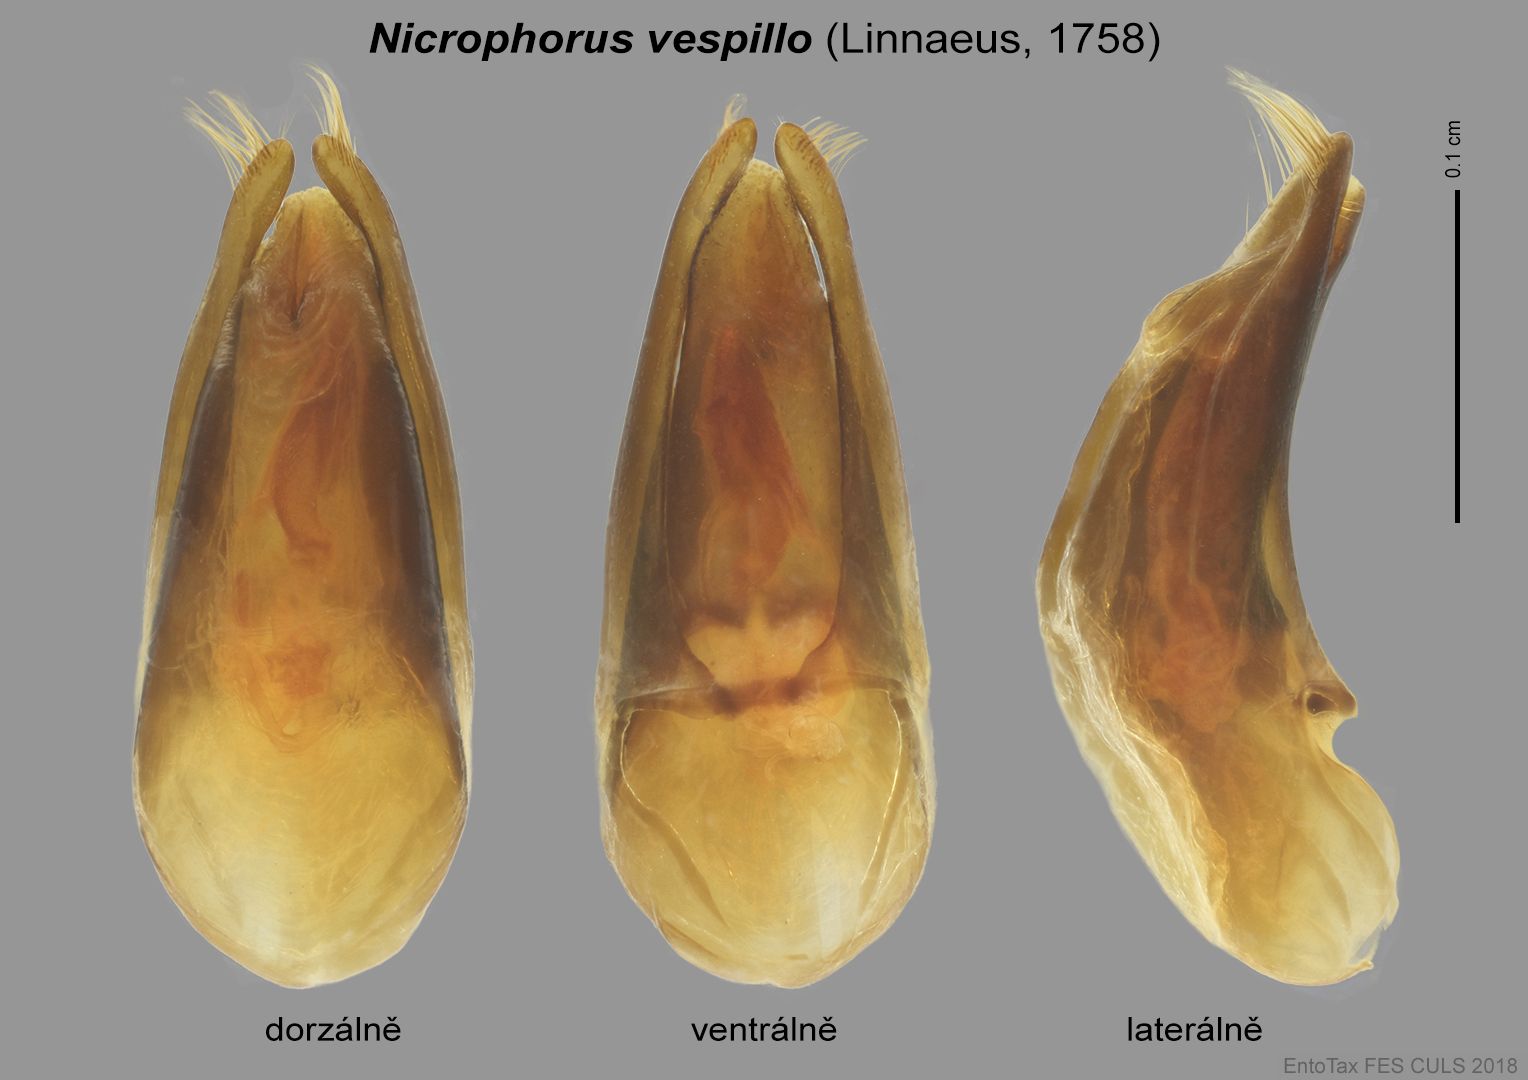 Nicrophorus vespillo (Linnaeus, 1758)
0.1 cm
dorzálně
ventrálně
laterálně
EntoTax FES CULS 2018